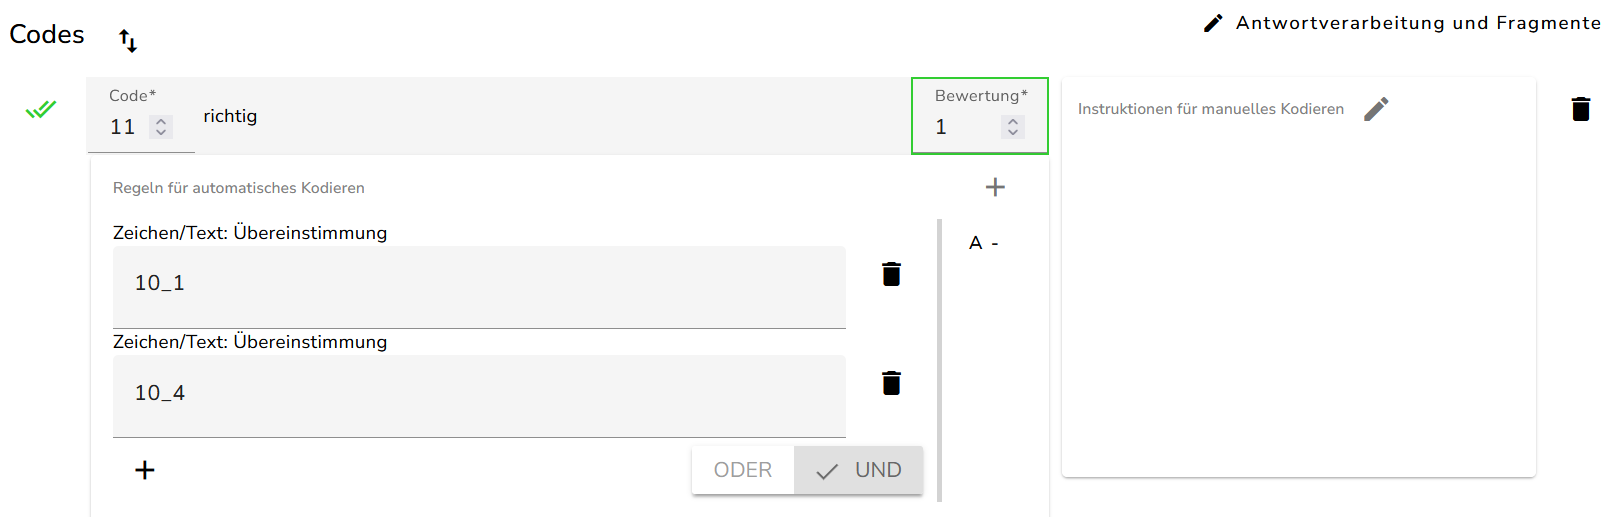 Codes
Antwortverarbeitung und Fragmente
Code*
11
richtig
Bewertung*
1
Instruktionen für manuelles Kodieren
Regeln für automatisches Kodieren
Zeichen/Text: Übereinstimmung
A -
10_1
Zeichen/Text: Übereinstimmung
10_4
ODER
UND